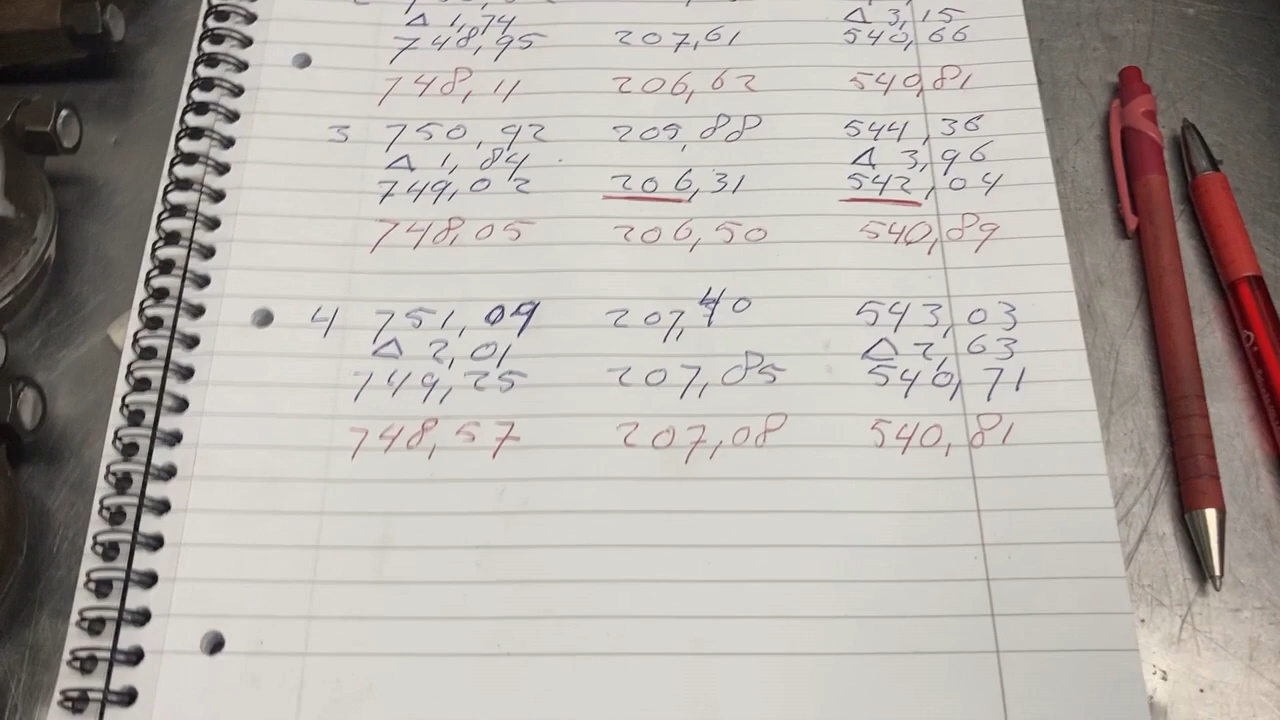 Δ 1,74 Δ 3,15
748,95 207,61 540,66
748,11 206,62 540,81
3 750,92 209,88 544,36
Δ 1,84 Δ 3,96
749,02 206,31 542,04
748,05 206,50 540,89
4 751,09 207,40 543,03
Δ 2,01 Δ 2,63
749,25 207,85 540,71
748,57 207,08 540,81